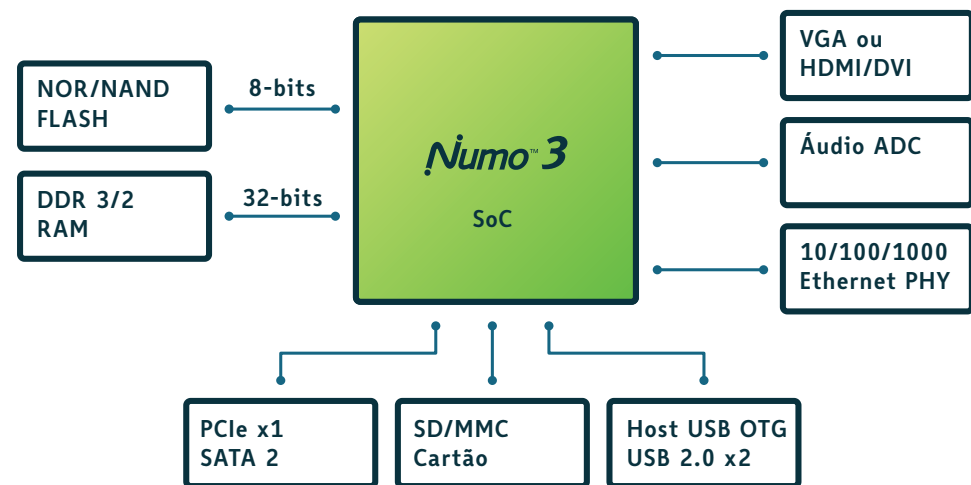 NOR/NAND
FLASH
8-bits
DDR 3/2
RAM
32-bits
Numo™ 3
SoC
VGA ou
HDMI/DVI
Áudio ADC
10/100/1000
Ethernet PHY
PCIe x1
SATA 2
SD/MMC
Cartão
Host USB OTG
USB 2.0 x2